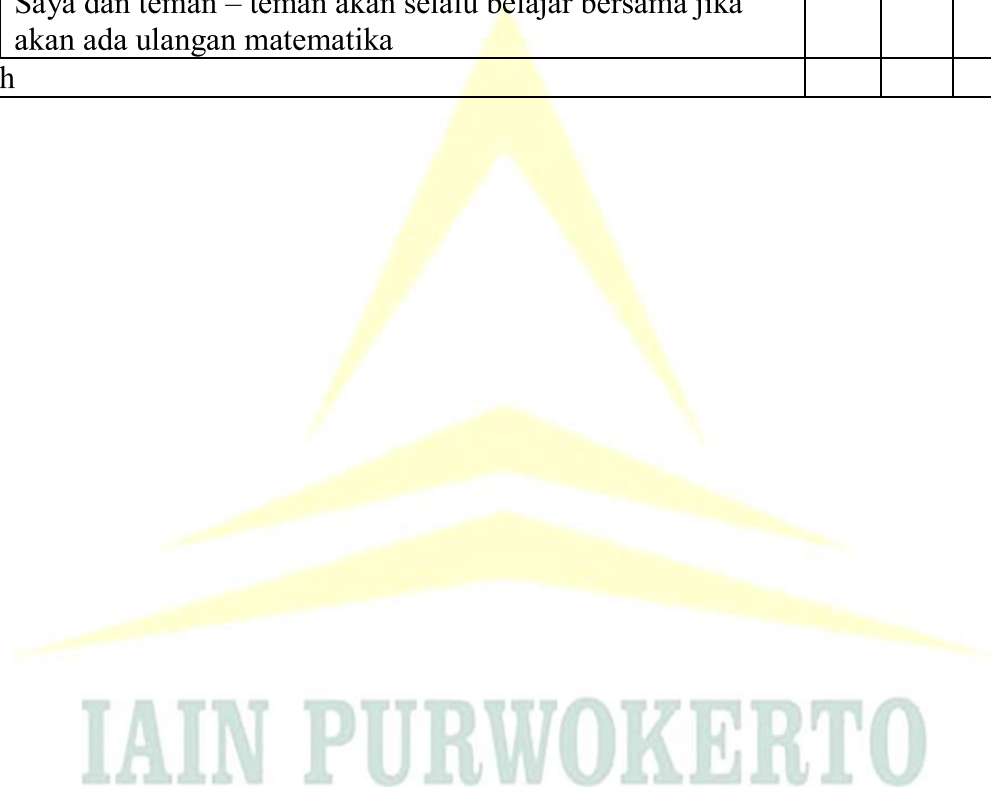 Saya dan teman – teman akan selalu belajar bersama jika
akan ada ulangan matematika
h
IAIN PURWOKERTO